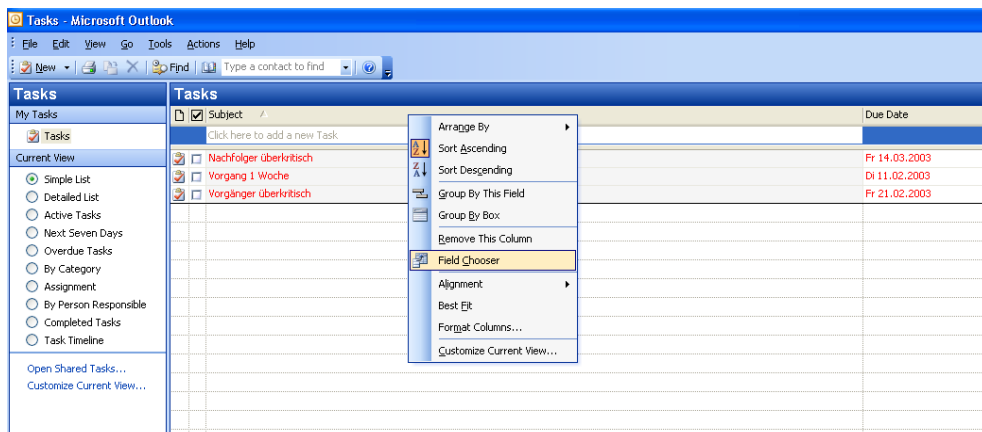 Tasks - Microsoft Outlook
File Edit View Go Tools Actions Help
New Find Type a contact to find
Tasks
My Tasks
Tasks
Current View
Simple List
Detailed List
Active Tasks
Next Seven Days
Overdue Tasks
By Category
Assignment
By Person Responsible
Completed Tasks
Task Timeline
Open Shared Tasks...
Customize Current View...
Tasks
Subject Due Date
Click here to add a new Task
Nachfolger überkritisch Fr 14.03.2003
Vorgang 1 Woche Di 11.02.2003
Vorgänger überkritisch Fr 21.02.2003
Arrange By
Sort Ascending
Sort Descending
Group By This Field
Group By Box
Remove This Column
Field Chooser
Alignment
Best Fit
Format Columns...
Customize Current View...